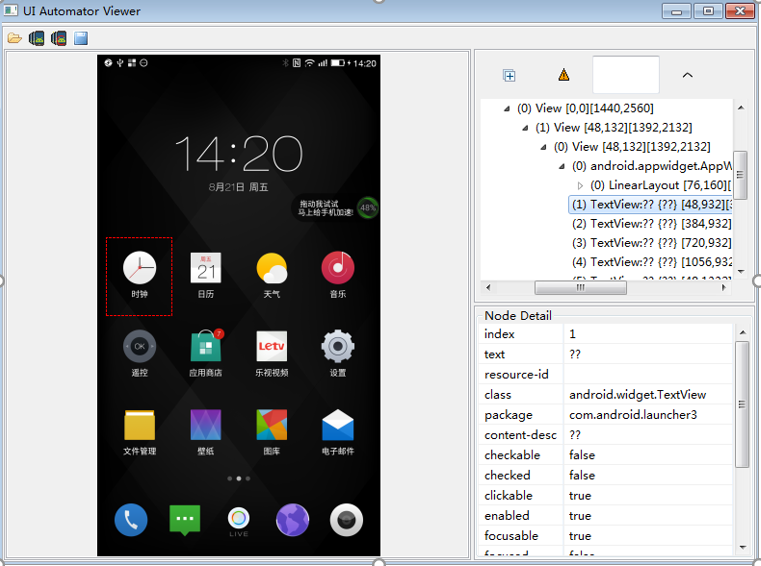 UI Automator Viewer
14:20
14:20
8月21日 周五
拖动我试试
马上给手机加速!
48%
周五
21
时钟
日历
天气
音乐
OK
7
Letv
遥控
应用商店
乐视视频
设置
文件管理
壁纸
图库
电子邮件
LIVE
(0) View [0,0][1440,2560]
(1) View [48,132][1392,2132]
(0) View [48,132][1392,2132]
(0) android.appwidget.AppW
(0) LinearLayout [76,160][
(1) TextView:?? {??} [48,932][3
(2) TextView:?? {??} [384,932]
(3) TextView:?? {??} [720,932]
(4) TextView:?? {??} [1056,932
Node Detail
index 1
text ??
resource-id
class android.widget.TextView
package com.android.launcher3
content-desc ??
checkable false
checked false
clickable true
enabled true
focusable true
focused false